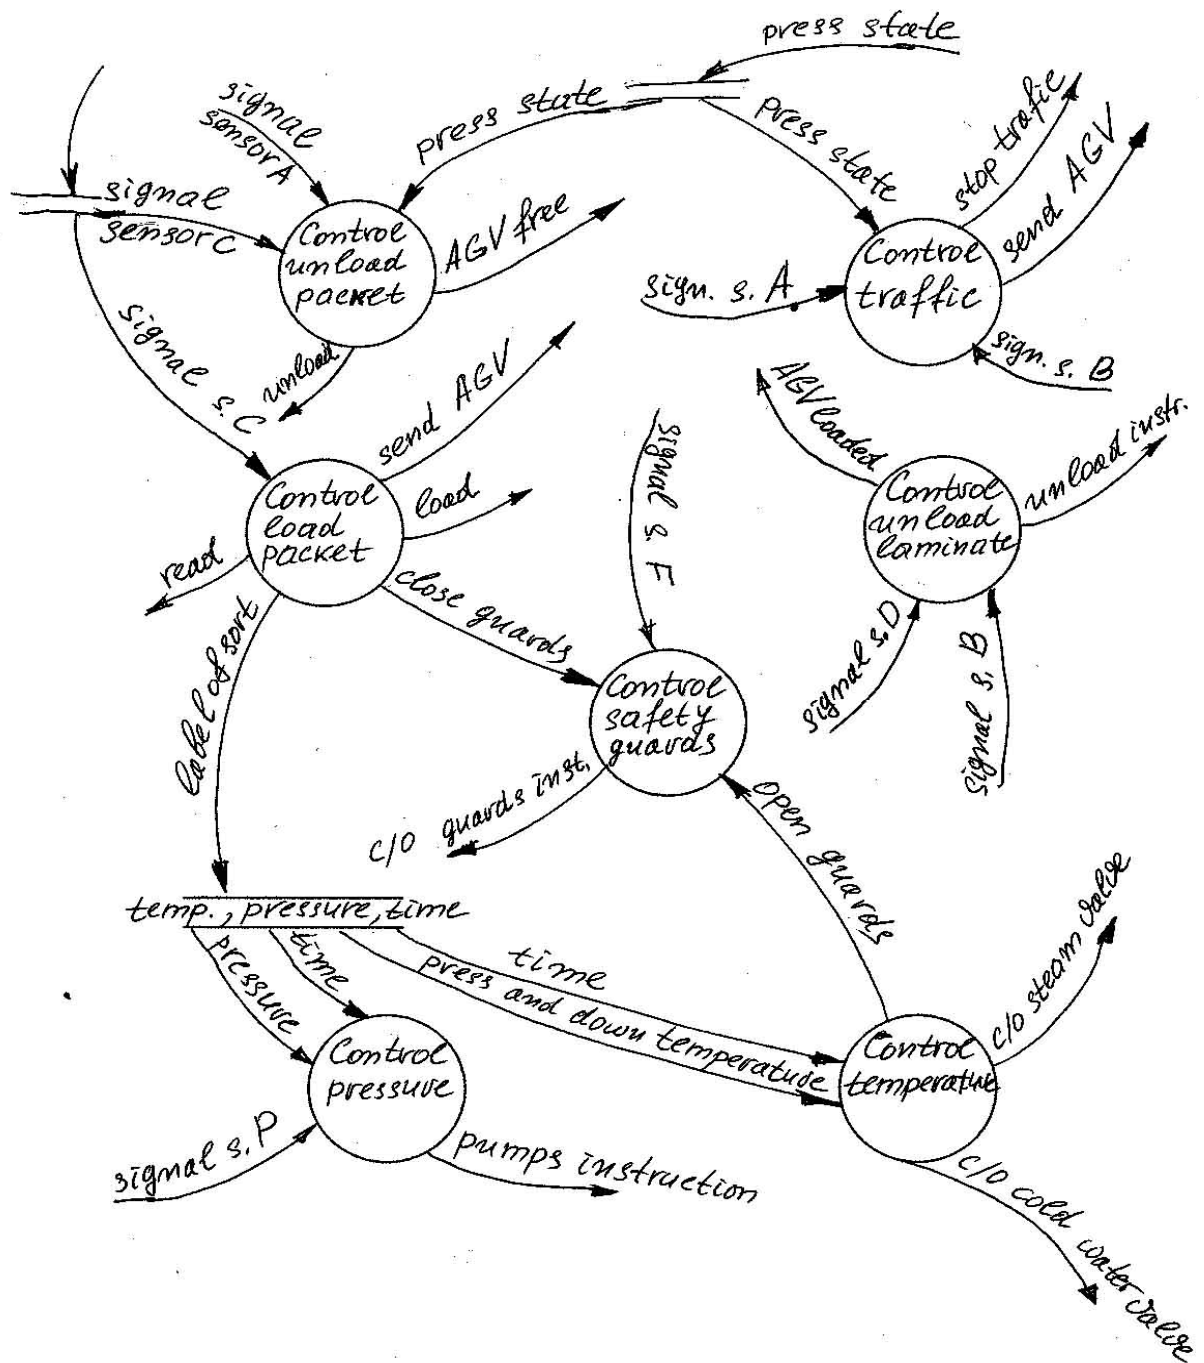 press state
signal
sensor A
press state
press state
stop trafic
send AGV
signal
sensor C
Control
unload
packet
AGV free
Control
traffic
sign. s. A
sign. s. B
signal s. C
unload
send AGV
AGV loaded
unload instr.
Control
load
packet
load
read
signal s. F
Control
unload
laminate
close guards
label of sort
signal s. D
signal s. B
Control
safety
guards
c/o guards inst.
open guards
temp., pressure, time
pressure
time
time
press and down temperature
c/o steam valve
Control
pressure
Control
temperature
signal s. P
pumps instruction
c/o cold water valve